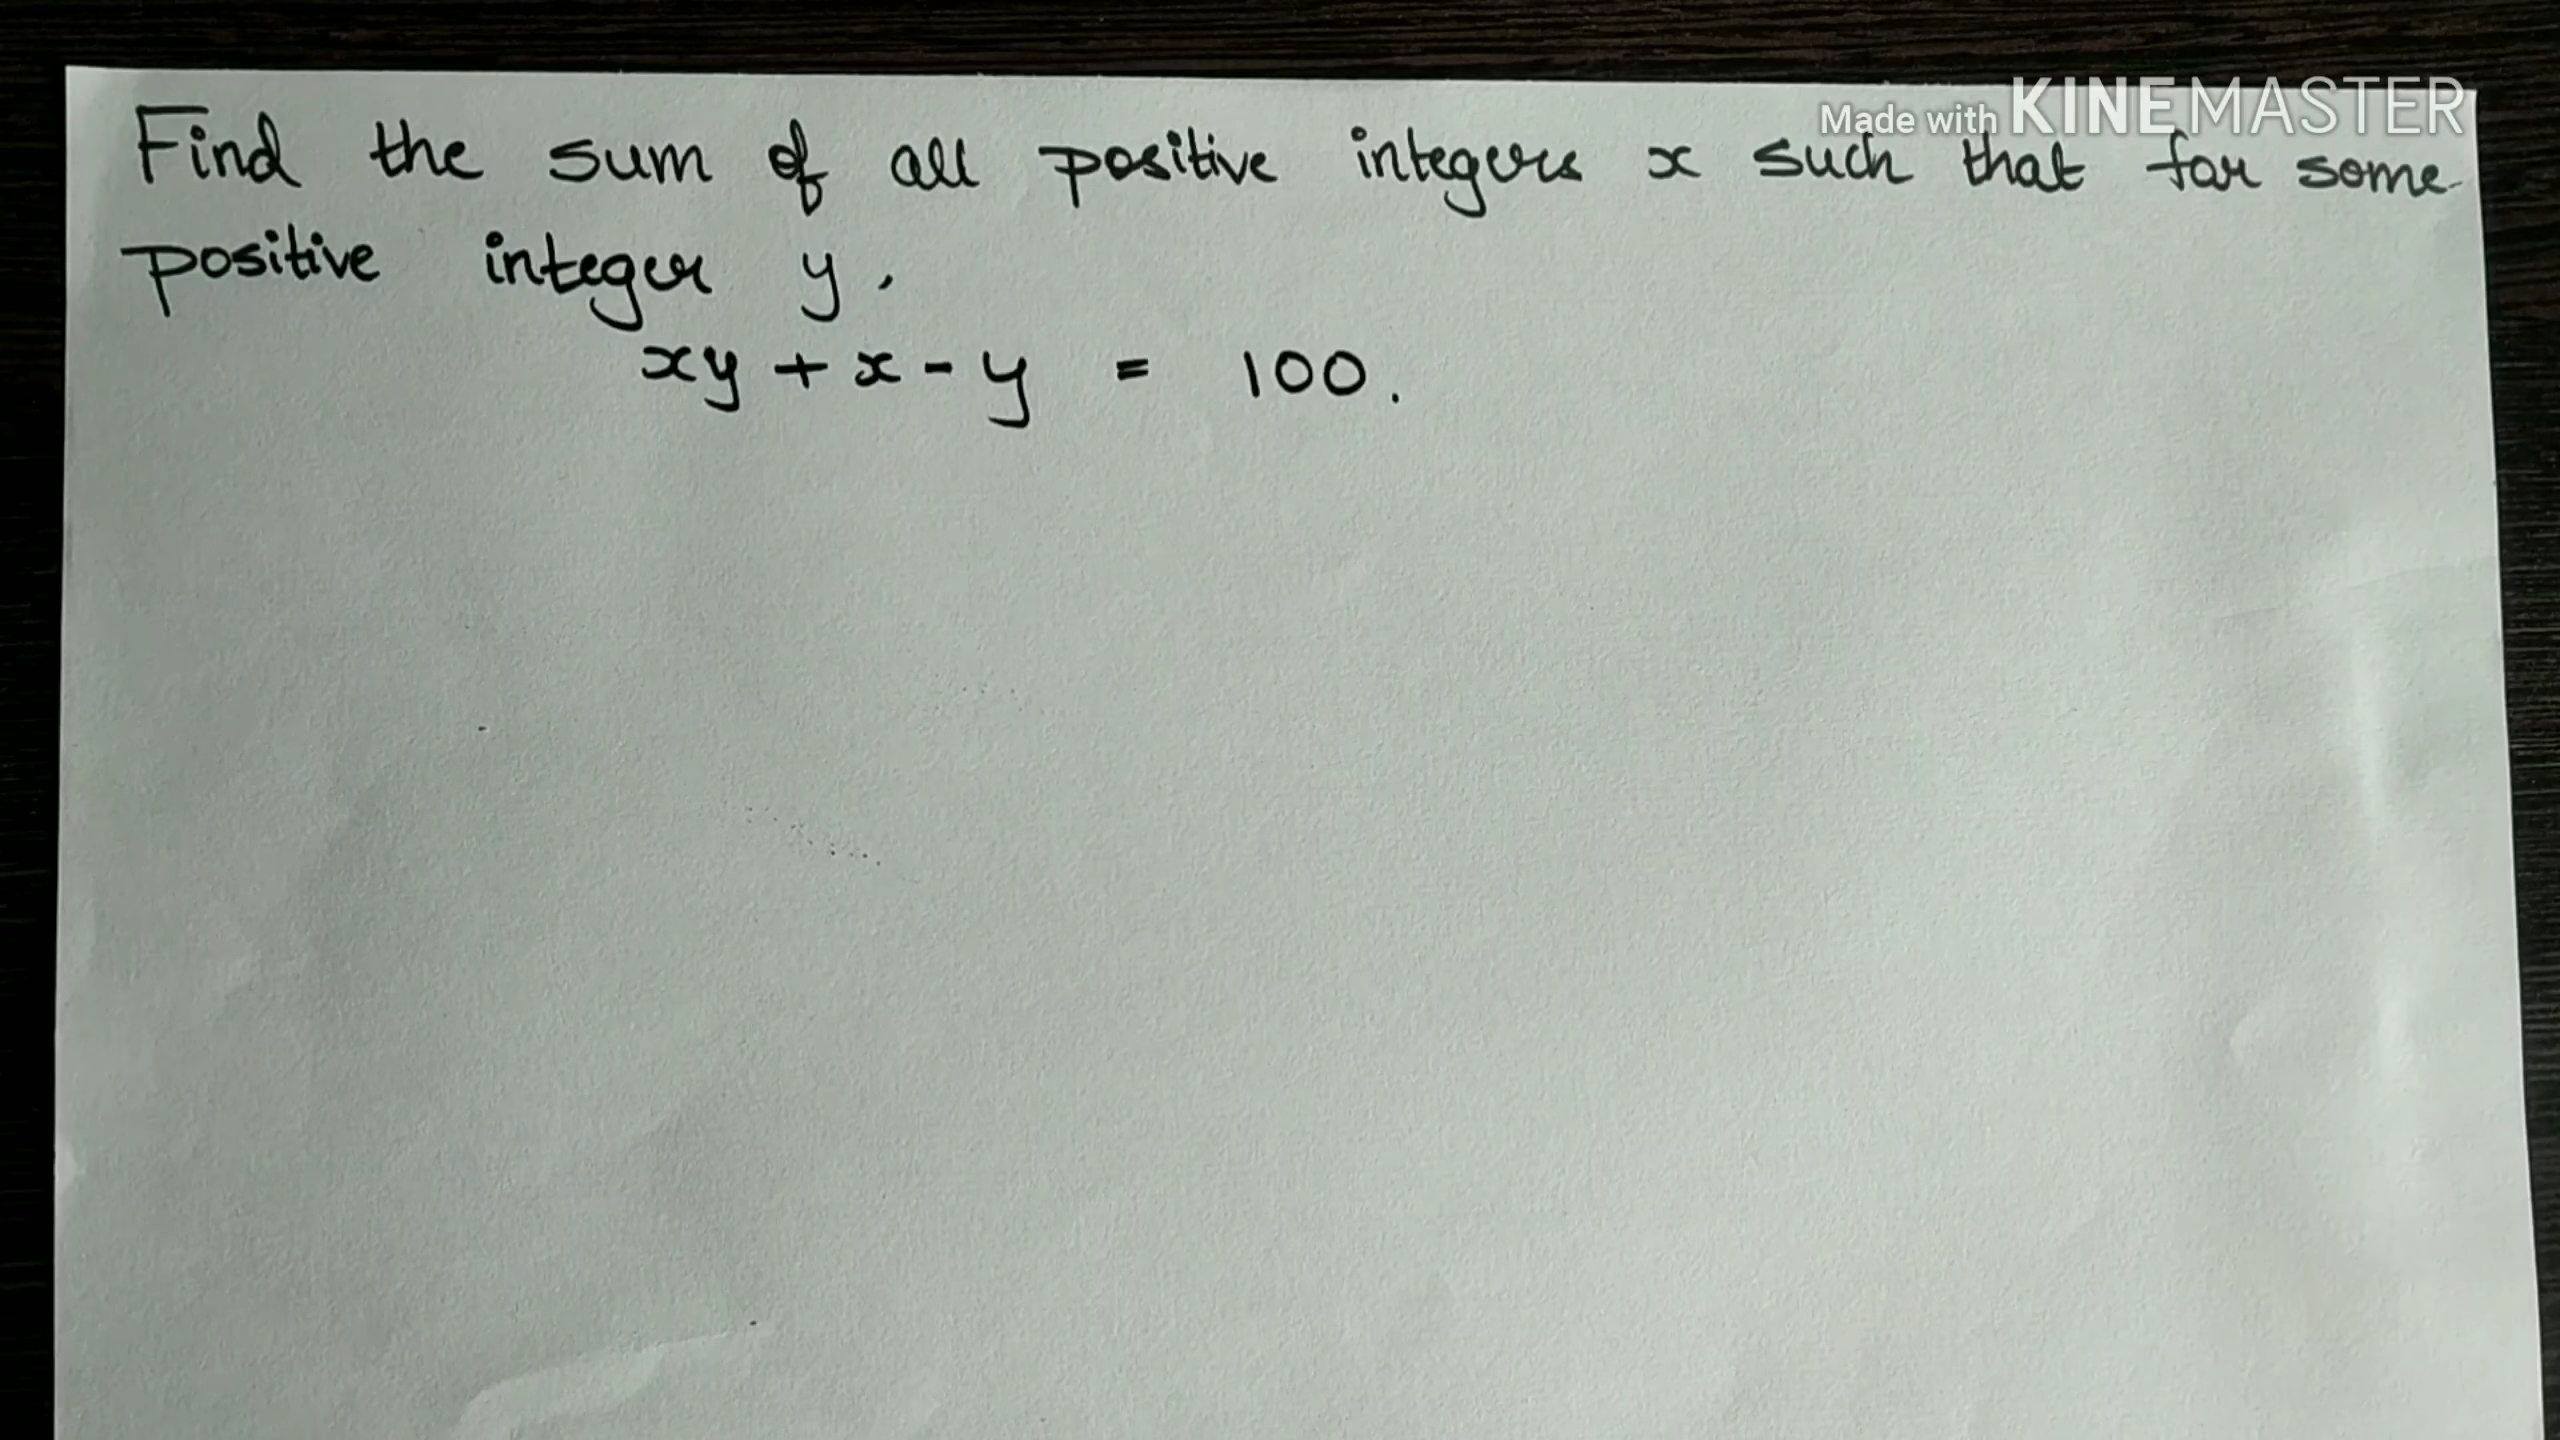 Made with KINEMASTER
Find the sum of all positive integers x such that for some
positive integer y,
xy + x - y = 100.